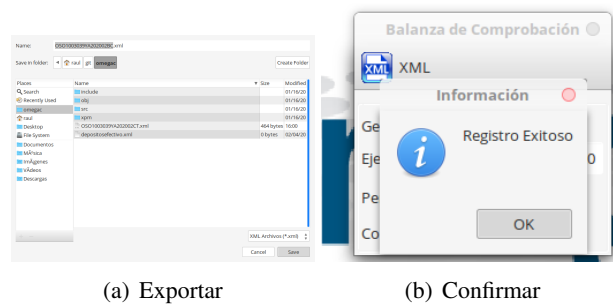 Name: OSO1003039YA202002BC.xml
Save in folder: raul git omegac
Create Folder
Places
Search
Recently Used
omegac
raul
Desktop
File System
Documentos
MÃºsica
ImÃ¡genes
VÃ­deos
Descargas
Name Size Modified
include 01/16/20
obj 01/16/20
src 01/16/20
xpm 01/16/20
OSO1003039YA202002CT.xml 484 bytes 16:00
depositosefectivo.xml 0 bytes 02/04/20
XML Archivos (*.xml)
Cancel Save
(a) Exportar
Balanza de Comprobación
XML
XML
Información
Registro Exitoso
OK
Ge
Eje 0
Pe
Co
(b) Confirmar